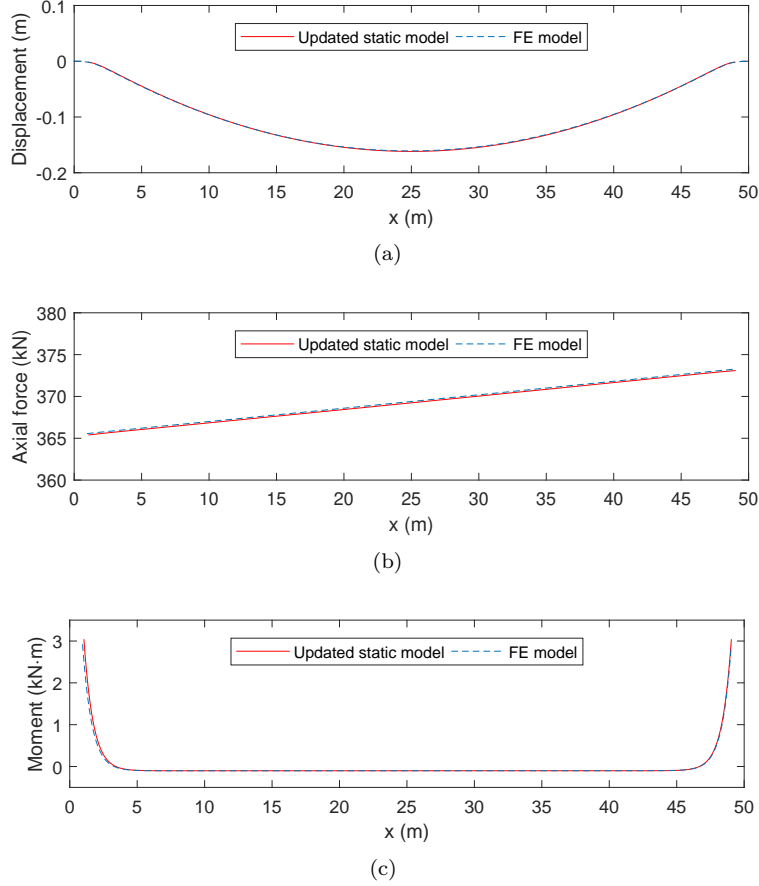 0.1
0
-0.1
-0.2
Displacement (m)
Updated static model FE model
0 5 10 15 20 25 30 35 40 45 50
x (m)
(a)
380
375
370
365
360
Axial force (kN)
Updated static model FE model
0 5 10 15 20 25 30 35 40 45 50
x (m)
(b)
3
2
1
0
Moment (kN·m)
Updated static model FE model
0 5 10 15 20 25 30 35 40 45 50
x (m)
(c)